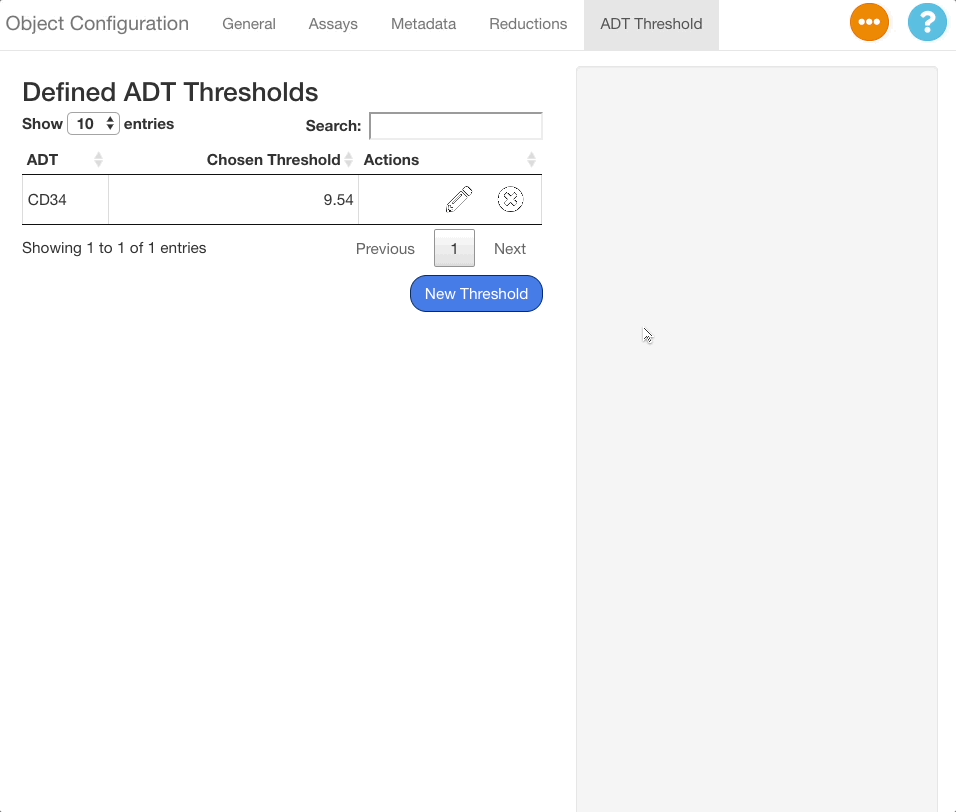 Object Configuration General Assays Metadata Reductions ADT Threshold ?
Defined ADT Thresholds
Show 10 entries Search:
ADT Chosen Threshold Actions
CD34 9.54
Showing 1 to 1 of 1 entries Previous 1 Next
New Threshold